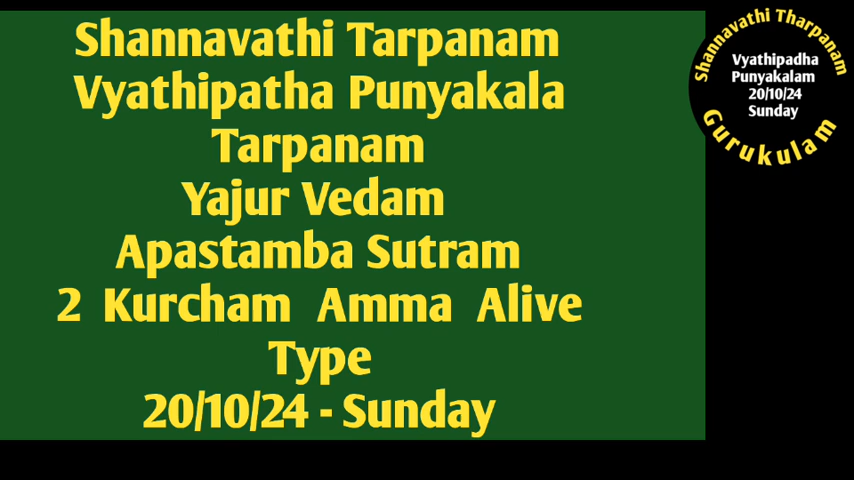 Shannavathi Tarpanam
Vyathipatha Punyakala
Tarpanam
Yajur Vedam
Apastamba Sutram
2 Kurcham Amma Alive
Type
20/10/24 - Sunday
Shannavathi Tharpanam
Vyathipadha
Punyakalam
20/10/24
Sunday
Gurukulam